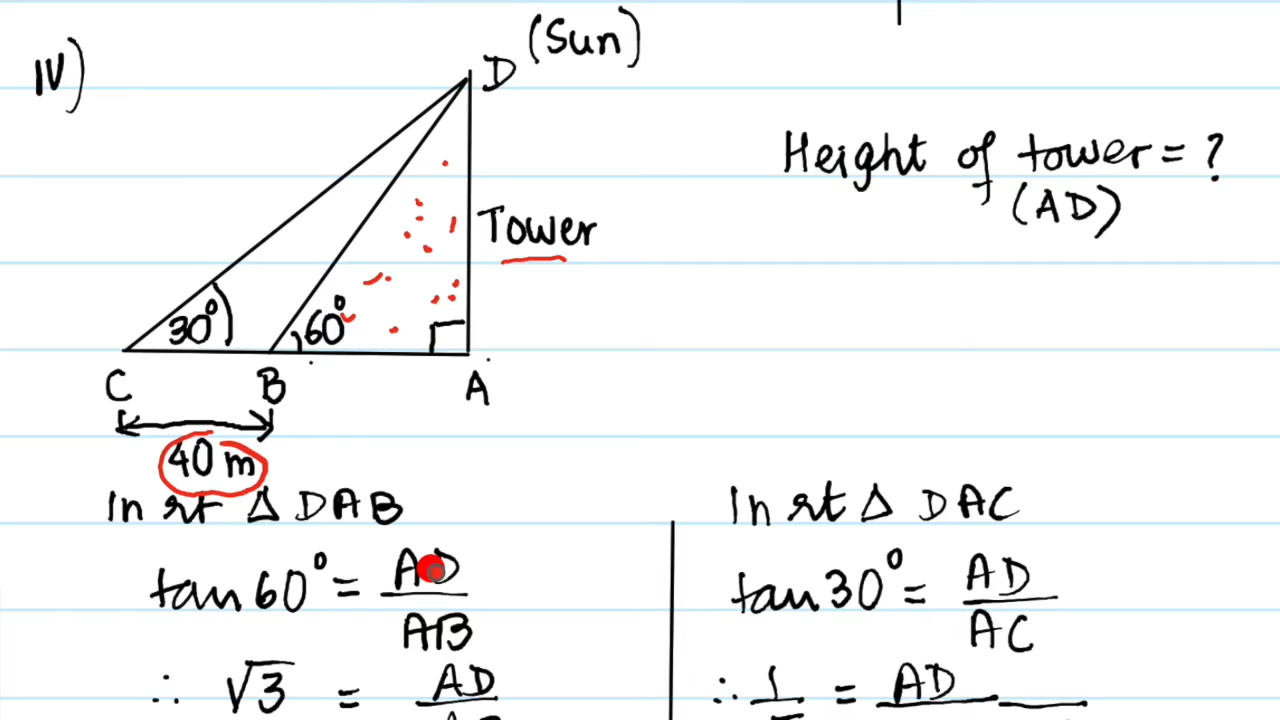 IV)
D (Sun)
Height of tower = ?
(AD)
Tower
30°
60°
C B A
40 m
In rt Δ DAB
tan 60° = AD
AB
∴ √3 = AD
In rt Δ DAC
tan 30° = AD
AC
∴ 1 = AD